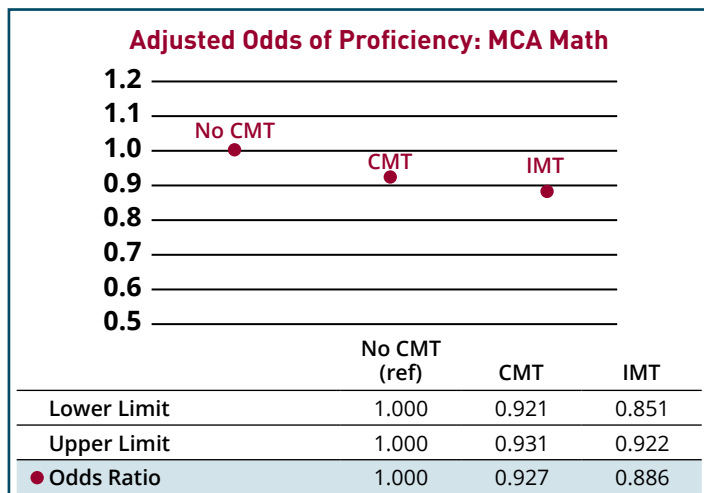 Adjusted Odds of Proficiency: MCA Math
1.2
1.1
No CMT
1.0
CMT
IMT
0.9
0.8
0.7
0.6
0.5
No CMT
(ref) CMT IMT
Lower Limit 1.000 0.921 0.851
Upper Limit 1.000 0.931 0.922
Odds Ratio 1.000 0.927 0.886